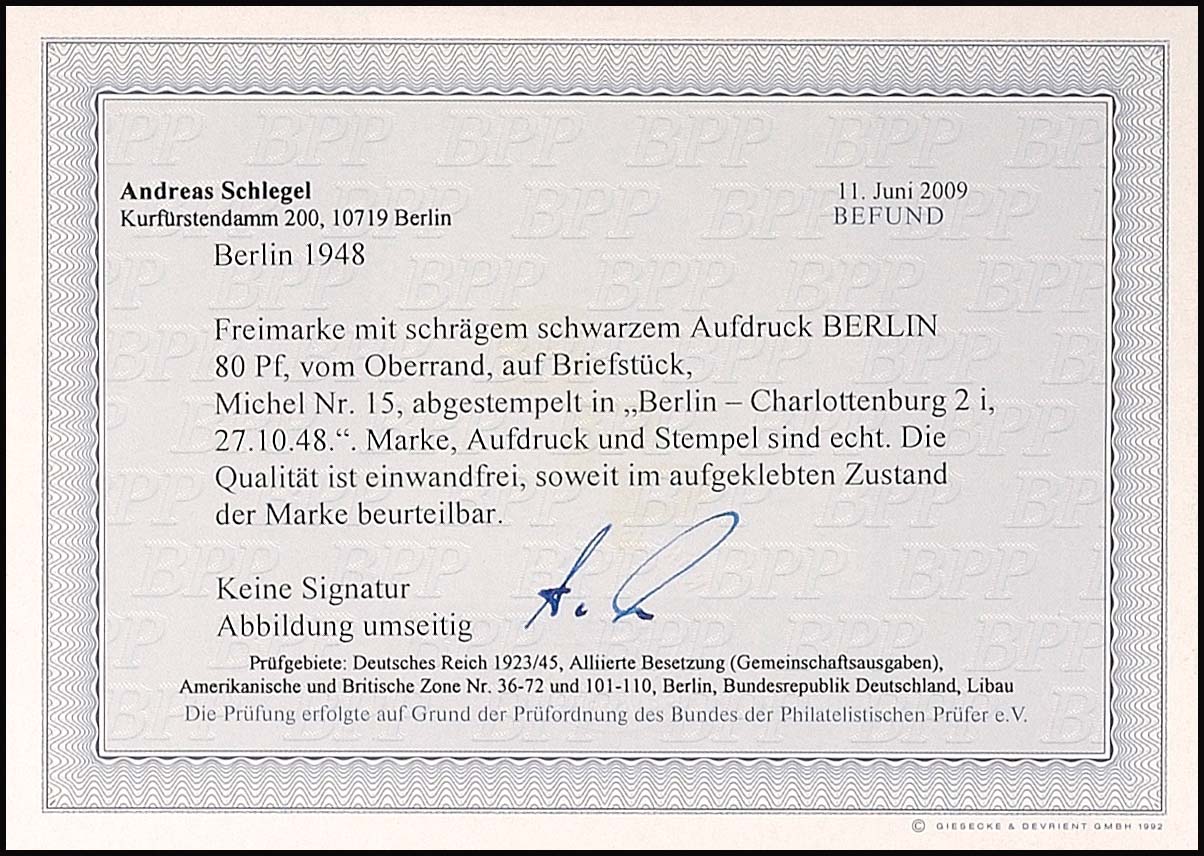 Andreas Schlegel
Kurfürstendamm 200, 10719 Berlin
11. Juni 2009
BEFUND
Berlin 1948
Freimarke mit schrägem schwarzem Aufdruck BERLIN
80 Pf, vom Oberrand, auf Briefstück,
Michel Nr. 15, abgestempelt in „Berlin – Charlottenburg 2 i,
27.10.48.“. Marke, Aufdruck und Stempel sind echt. Die
Qualität ist einwandfrei, soweit im aufgeklebten Zustand
der Marke beurteilbar.
Keine Signatur
Abbildung umseitig
Prüfgebiete: Deutsches Reich 1923/45, Alliierte Besetzung (Gemeinschaftsausgaben),
Amerikanische und Britische Zone Nr. 36-72 und 101-110, Berlin, Bundesrepublik Deutschland, Libau
Die Prüfung erfolgte auf Grund der Prüfordnung des Bundes der Philatelistischen Prüfer e.V.
© GIESECKE & DEVRIENT GMBH 1992